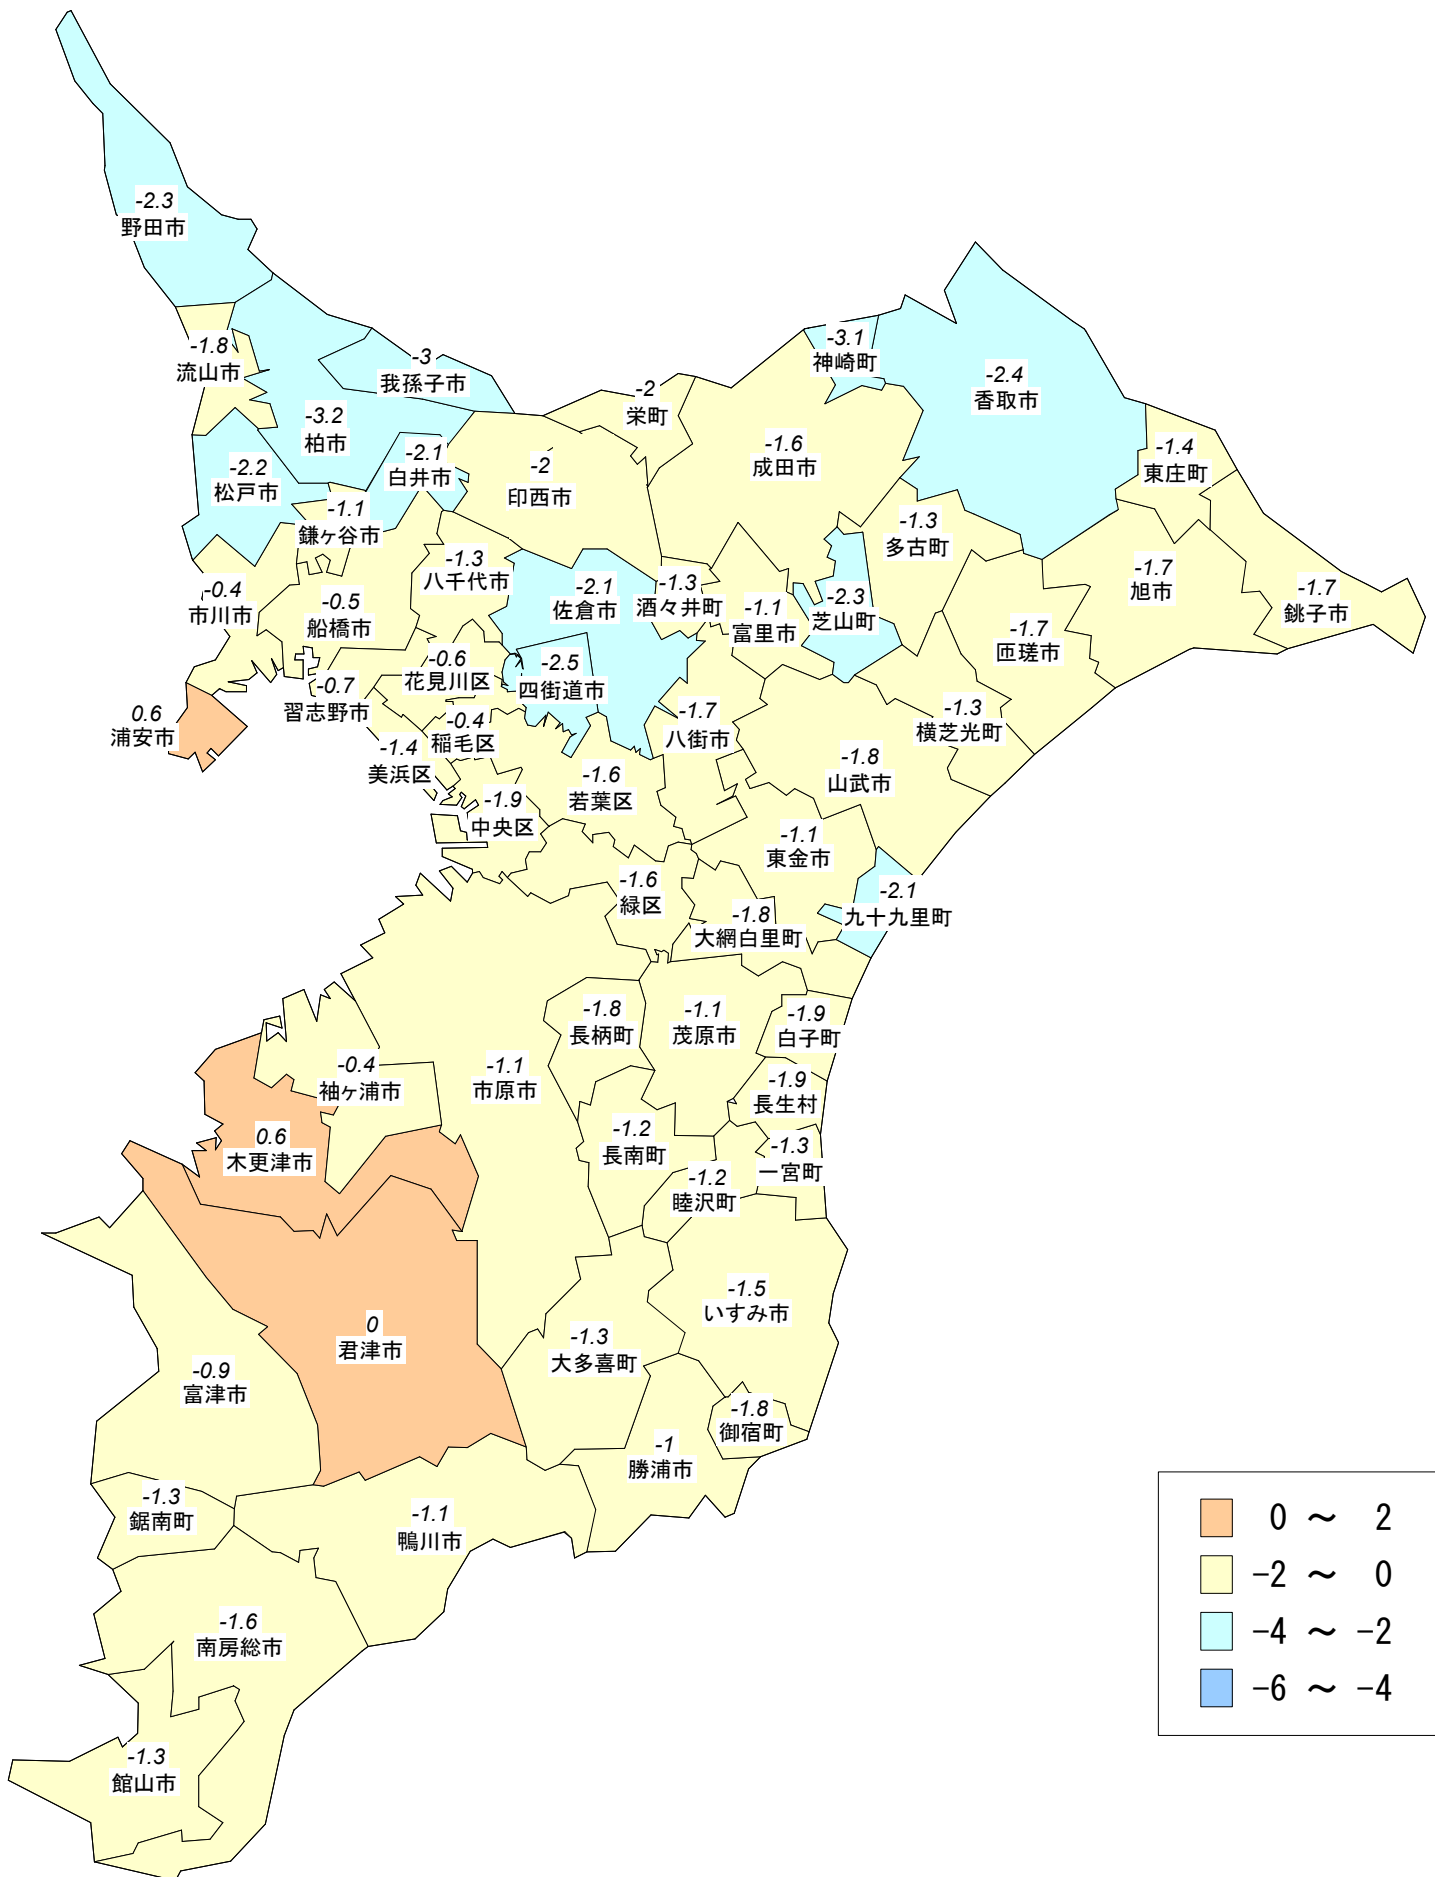 -2.3
野田市
-1.8
流山市
-3
我孫子市
-3.2
柏市
-2.1
白井市
-2.2
松戸市
-1.1
鎌ヶ谷市
-2
栄町
-2
印西市
-3.1
神崎町
-2.4
香取市
-1.6
成田市
-1.4
東庄町
-1.3
多古町
-1.7
旭市
-1.7
銚子市
-0.4
市川市
-0.5
船橋市
-1.3
八千代市
-2.1
佐倉市
-1.3
酒々井町
-1.1
富里市
-2.3
芝山町
-1.7
匝瑳市
-0.6
花見川区
-2.5
四街道市
-0.7
習志野市
0.6
浦安市
-0.4
稲毛区
-1.4
美浜区
-1.7
八街市
-1.3
横芝光町
-1.8
山武市
-1.6
若葉区
-1.9
中央区
-1.1
東金市
-1.6
緑区
-1.8
大網白里町
-2.1
九十九里町
-1.8
長柄町
-1.1
茂原市
-1.9
白子町
-0.4
袖ヶ浦市
-1.1
市原市
-1.9
長生村
0.6
木更津市
-1.2
長南町
-1.3
一宮町
-1.2
睦沢町
-1.5
いすみ市
0
君津市
-1.3
大多喜町
-0.9
富津市
-1.8
御宿町
-1
勝浦市
-1.3
鋸南町
-1.1
鴨川市
-1.6
南房総市
-1.3
館山市
0 ～ 2
-2 ～ 0
-4 ～ -2
-6 ～ -4